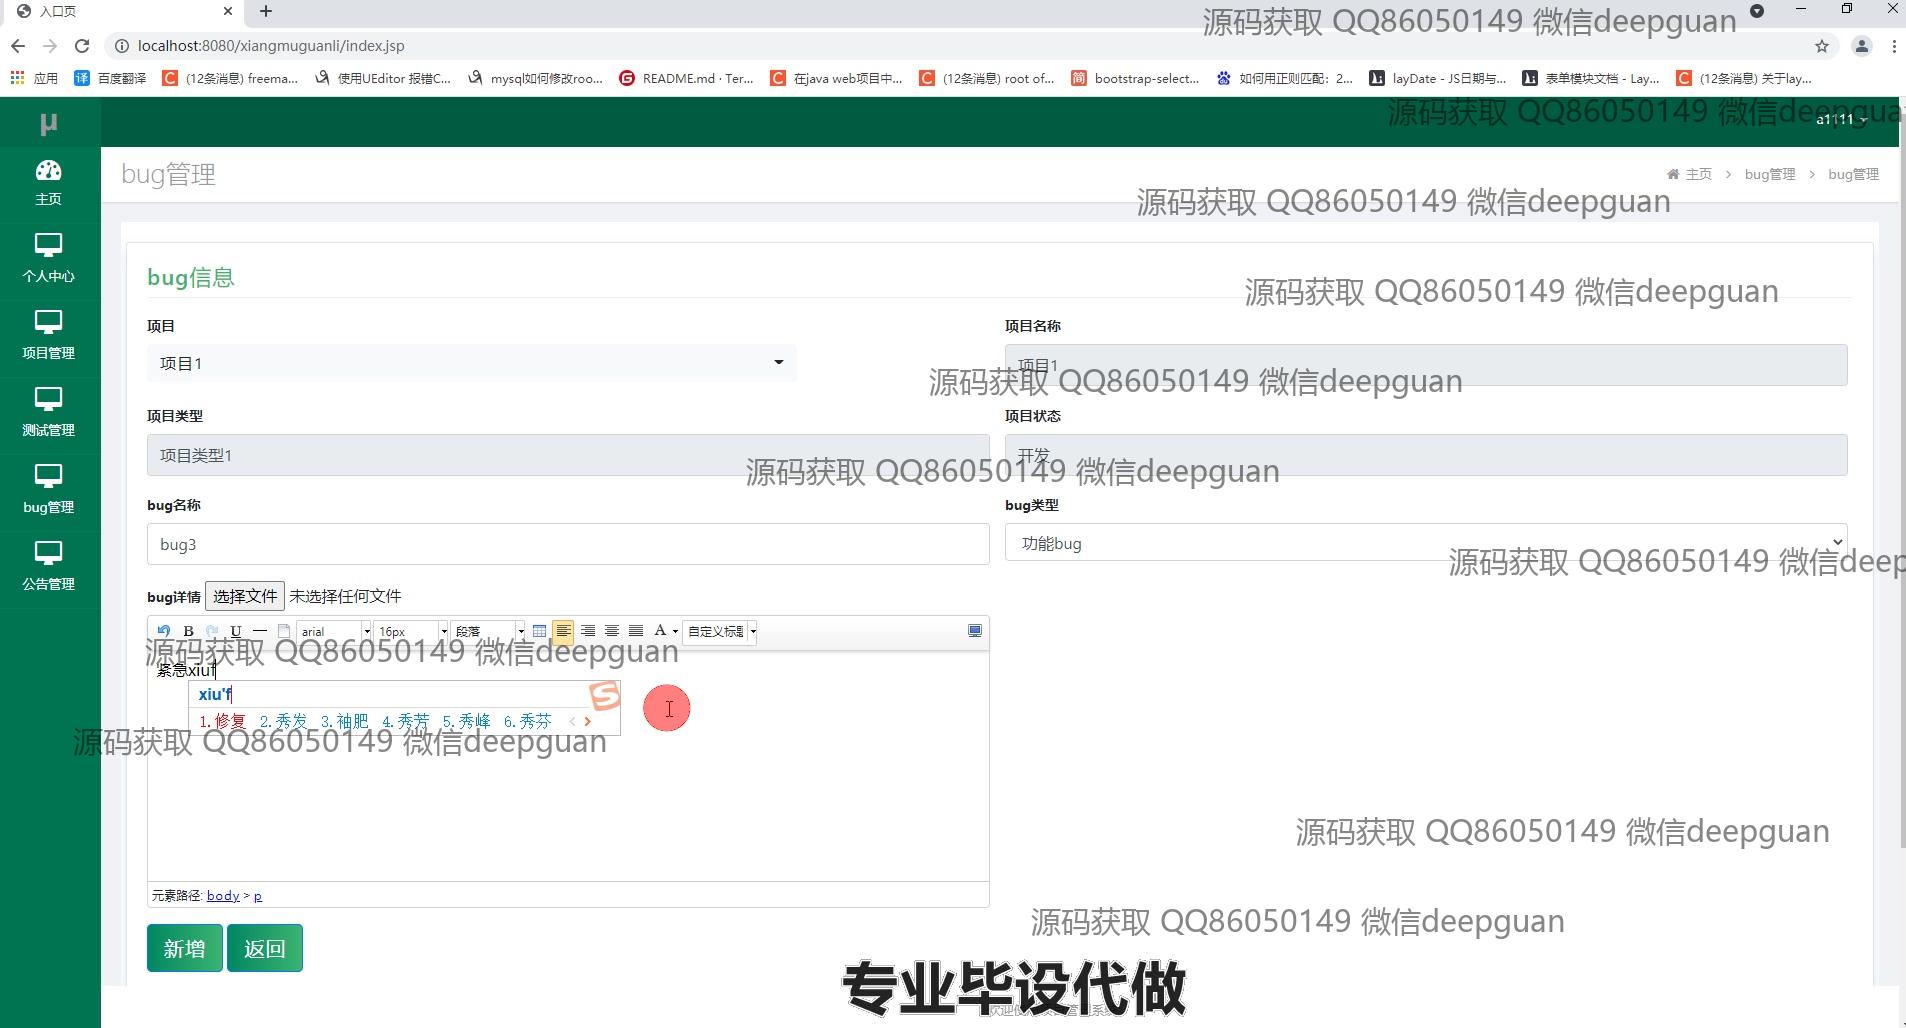 入口页
源码获取 QQ86050149 微信deepguan
localhost:8080/xiangmuguanli/index.jsp
应用 百度翻译 (12条消息) freema... 使用UEditor 报错C... mysql如何修改roo... README.md · Ter... 在java web项目中... (12条消息) root of... bootstrap-select... 如何用正则匹配：2... layDate - JS日期与... 表单模块文档 - Lay... (12条消息) 关于lay...
μ
源码获取 QQ86050149 微信deepgua
a1111
主页
bug管理
主页 > bug管理 > bug管理
源码获取 QQ86050149 微信deepguan
个人中心
bug信息
源码获取 QQ86050149 微信deepguan
项目管理
项目
项目名称
项目1
项目1
源码获取 QQ86050149 微信deepguan
测试管理
项目类型
项目状态
项目类型1
开发
源码获取 QQ86050149 微信deepguan
bug管理
bug名称
bug类型
bug3
功能bug
源码获取 QQ86050149 微信deep
公告管理
bug详情 选择文件 未选择任何文件
B U arial 16px 段落 A 自定义标题
源码获取 QQ86050149 微信deepguan
紧急xiuf
xiu'f
1.修复 2.秀发 3.袖肥 4.秀芳 5.秀峰 6.秀芬
源码获取 QQ86050149 微信deepguan
源码获取 QQ86050149 微信deepguan
元素路径: body > p
源码获取 QQ86050149 微信deepguan
新增 返回
专业毕设代做